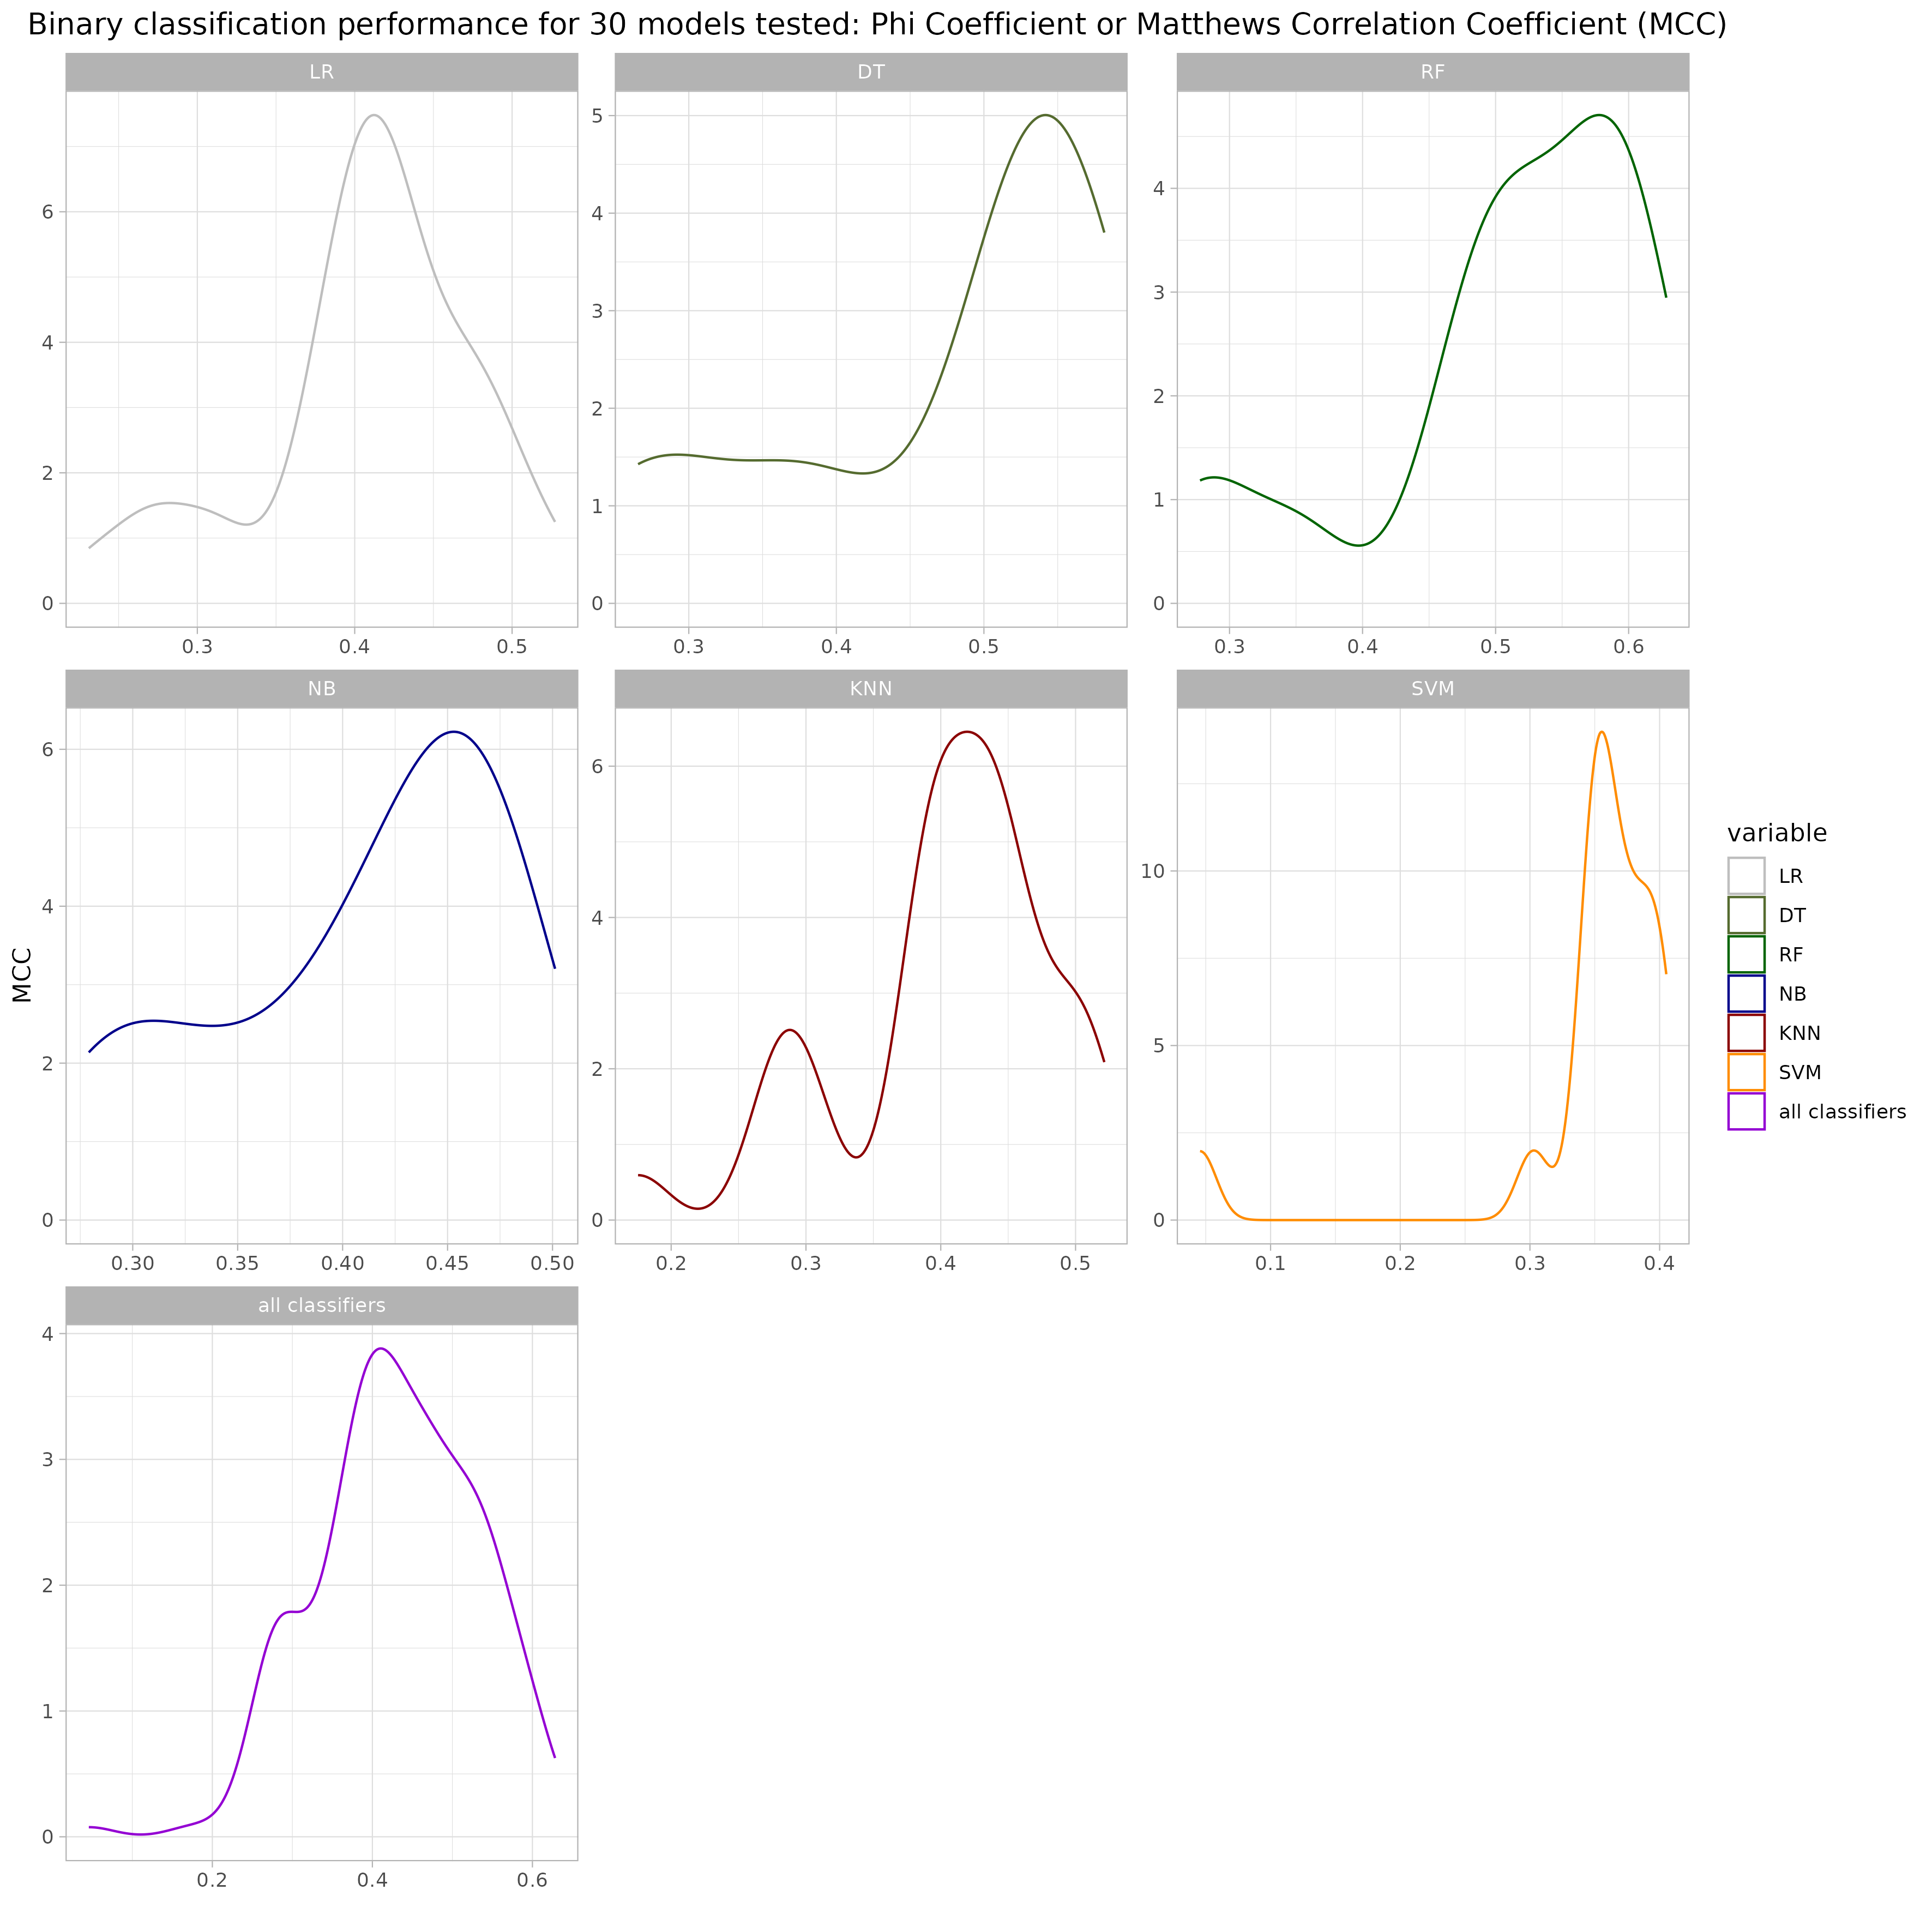 Binary classification performance for 30 models tested: Phi Coefficient or Matthews Correlation Coefficient (MCC)
LR
DT
RF
6
4
2
0
0.3 0.4 0.5
5
4
3
2
1
0
0.3 0.4 0.5
4
3
2
1
0
0.3 0.4 0.5 0.6
NB
KNN
SVM
MCC
6
4
2
0
0.30 0.35 0.40 0.45 0.50
6
4
2
0
0.2 0.3 0.4 0.5
10
5
0
0.1 0.2 0.3 0.4
all classifiers
4
3
2
1
0
0.2 0.4 0.6
variable
LR
DT
RF
NB
KNN
SVM
all classifiers